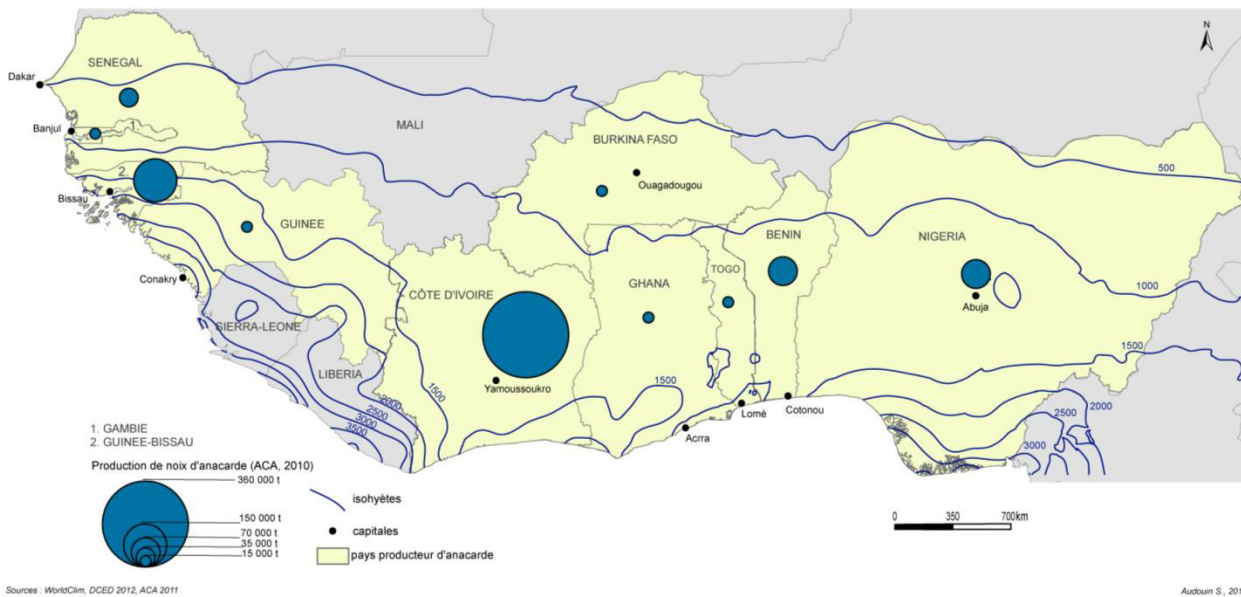 N
SENEGAL
Dakar
Banjul
1
MALI
BURKINA FASO
500
2
Ouagadougou
Bissau
GUINEE
BENIN
NIGERIA
TOGO
Conakry
CÔTE D'IVOIRE
GHANA
1000
Abuja
SIERRA-LEONE
1500
LIBERIA
Yamoussoukro
1500
1500
2000
2500
3000
3500
Lomé
Cotonou
Acrra
2000
2500
3000
1. GAMBIE
2. GUINEE-BISSAU
Production de noix d'anacarde (ACA, 2010)
360 000 t
150 000 t
70 000 t
35 000 t
15 000 t
isohyètes
capitales
pays producteur d'anacarde
0 350 700km
Sources : WorldClim, DCED 2012, ACA 2011
Audouin S., 201